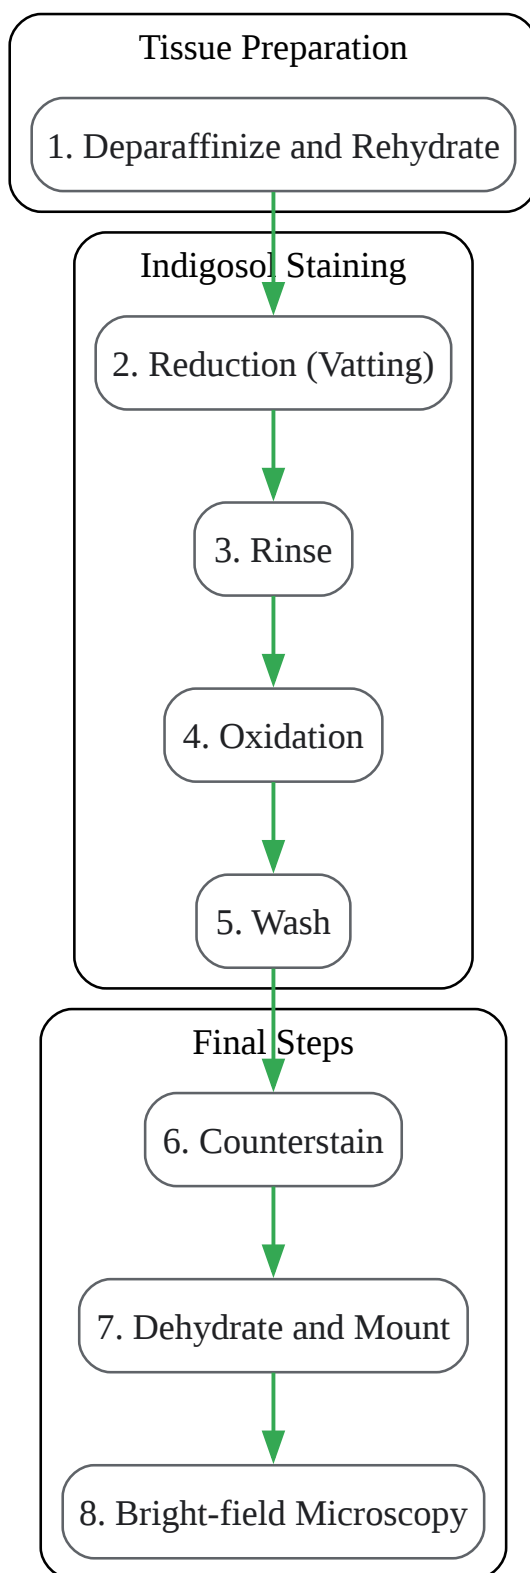 Tissue Preparation
1. Deparaffinize and Rehydrate
Indigosol Staining
2. Reduction (Vatting)
3. Rinse
4. Oxidation
5. Wash
Final Steps
6. Counterstain
7. Dehydrate and Mount
8. Bright-field Microscopy